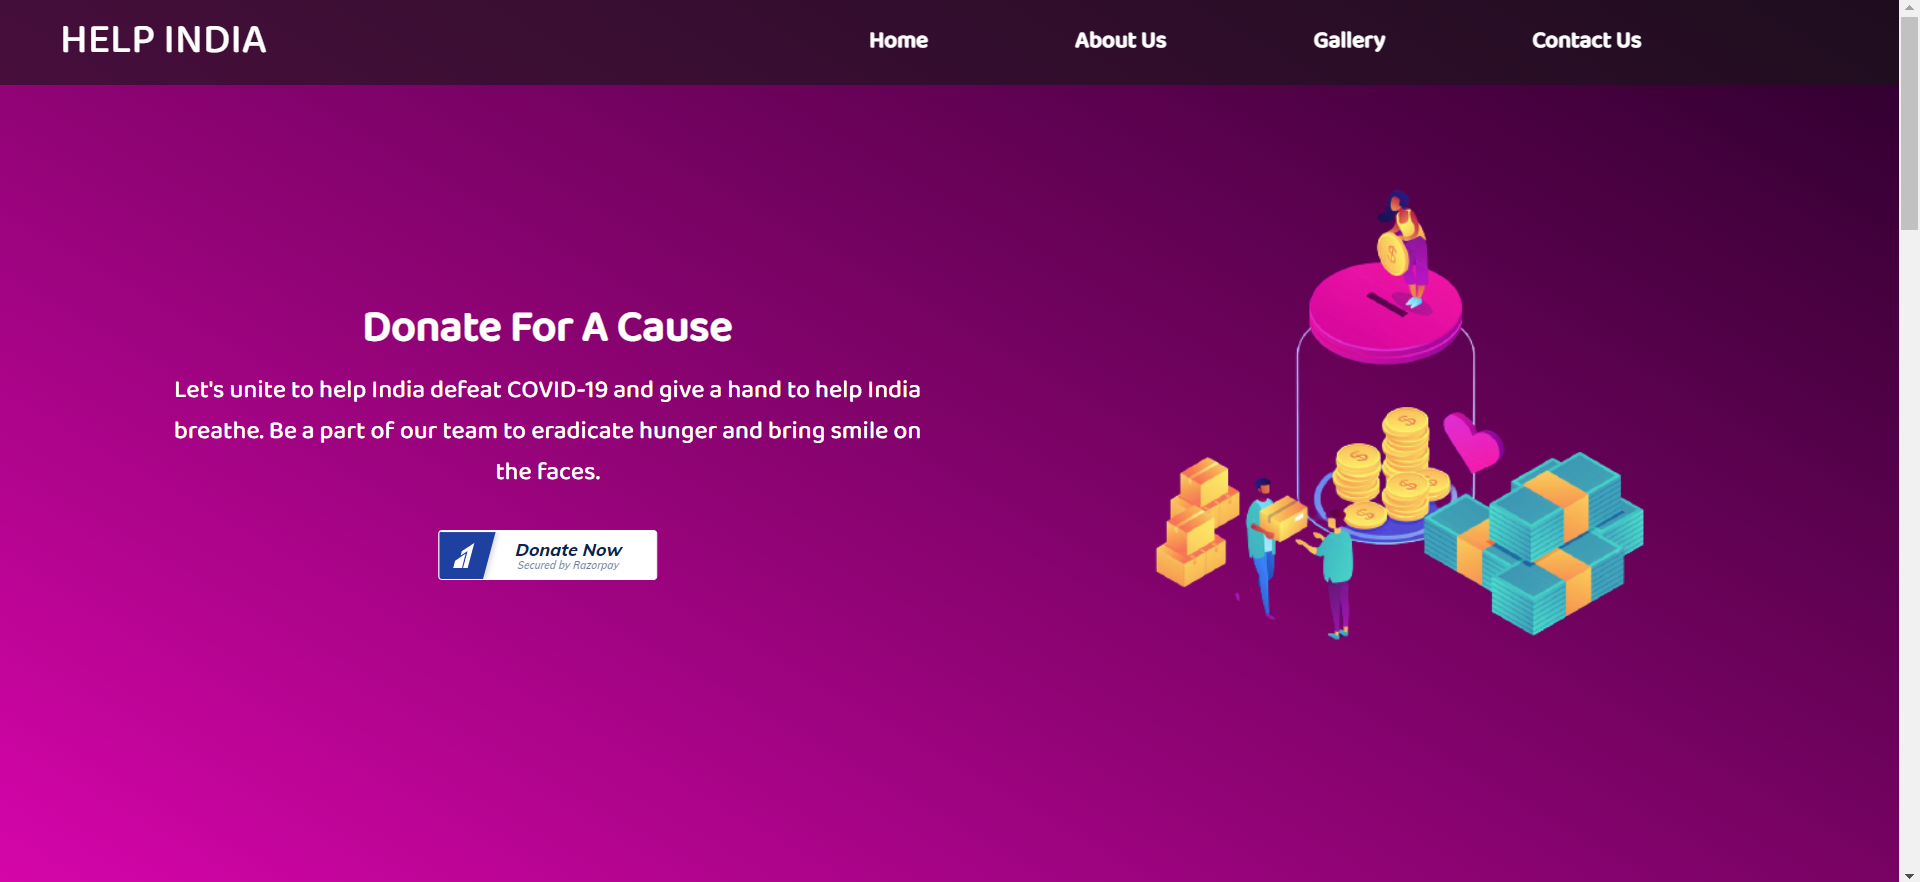 HELP INDIA
Home
About Us
Gallery
Contact Us
Donate For A Cause
Let's unite to help India defeat COVID-19 and give a hand to help India
breathe. Be a part of our team to eradicate hunger and bring smile on
the faces.
Donate Now
Secured by Razorpay